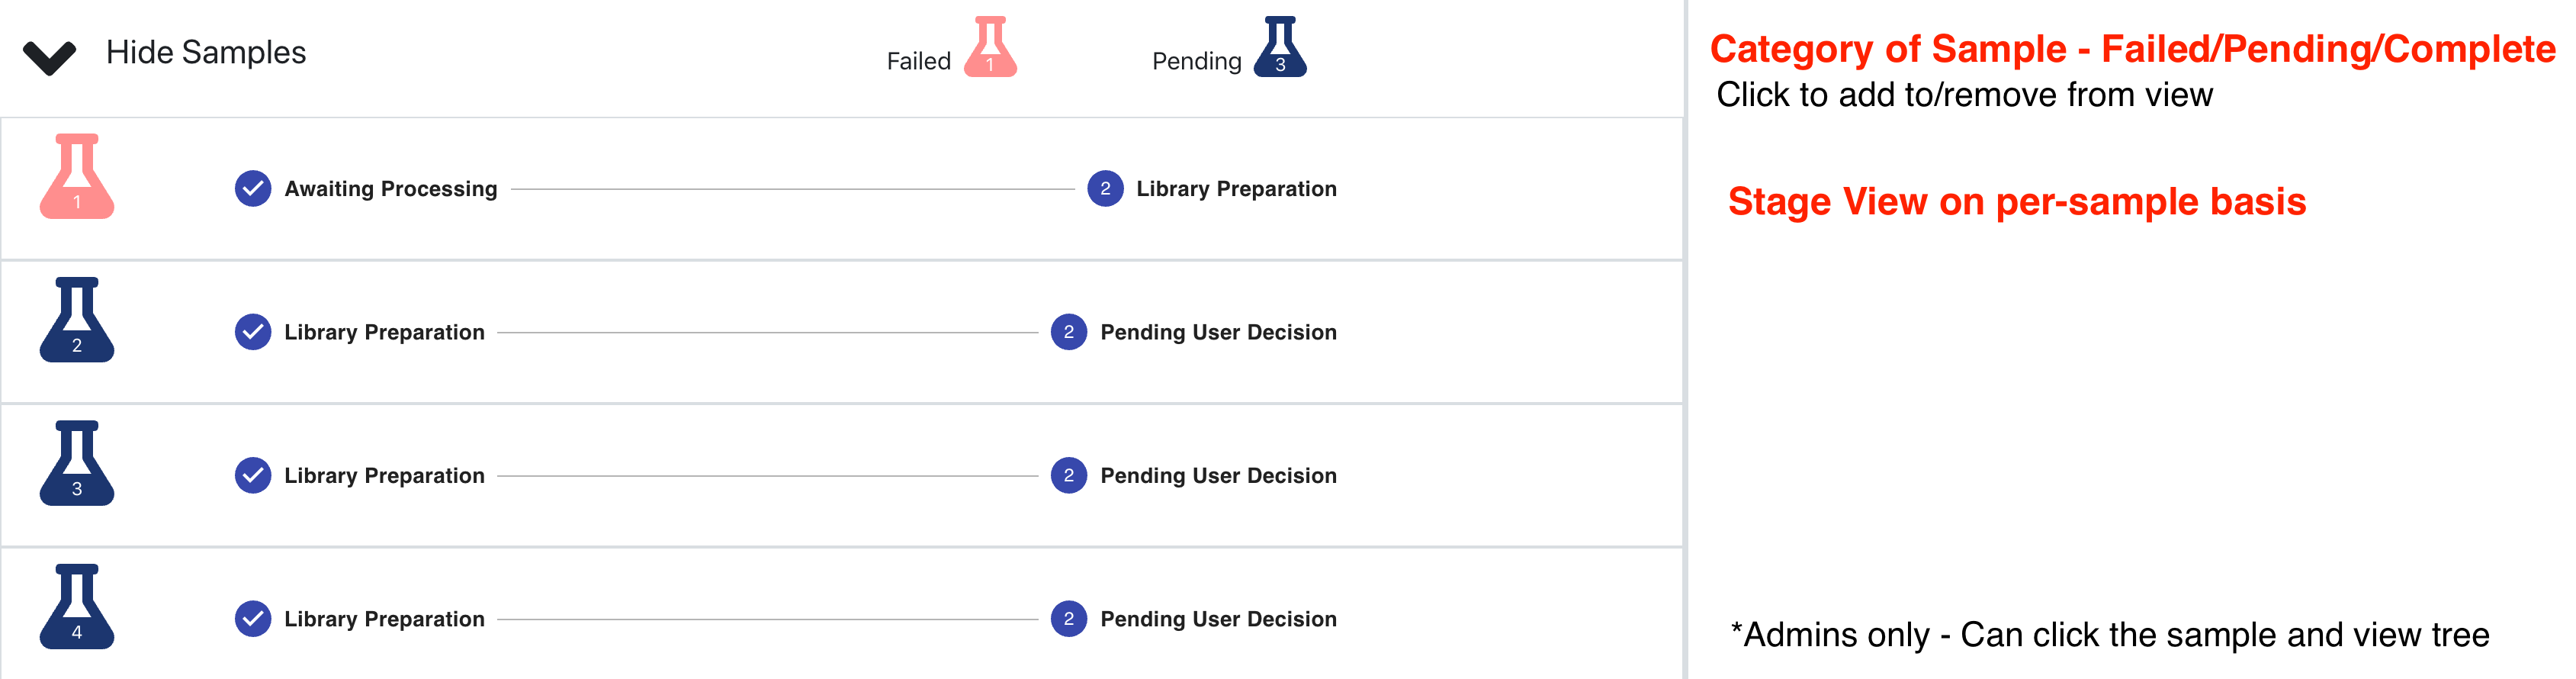 Hide Samples
Failed 1
Pending 3
Category of Sample - Failed/Pending/Complete
Click to add to/remove from view
1
Awaiting Processing
2 Library Preparation
Stage View on per-sample basis
2
Library Preparation
2 Pending User Decision
3
Library Preparation
2 Pending User Decision
4
Library Preparation
2 Pending User Decision
*Admins only - Can click the sample and view tree